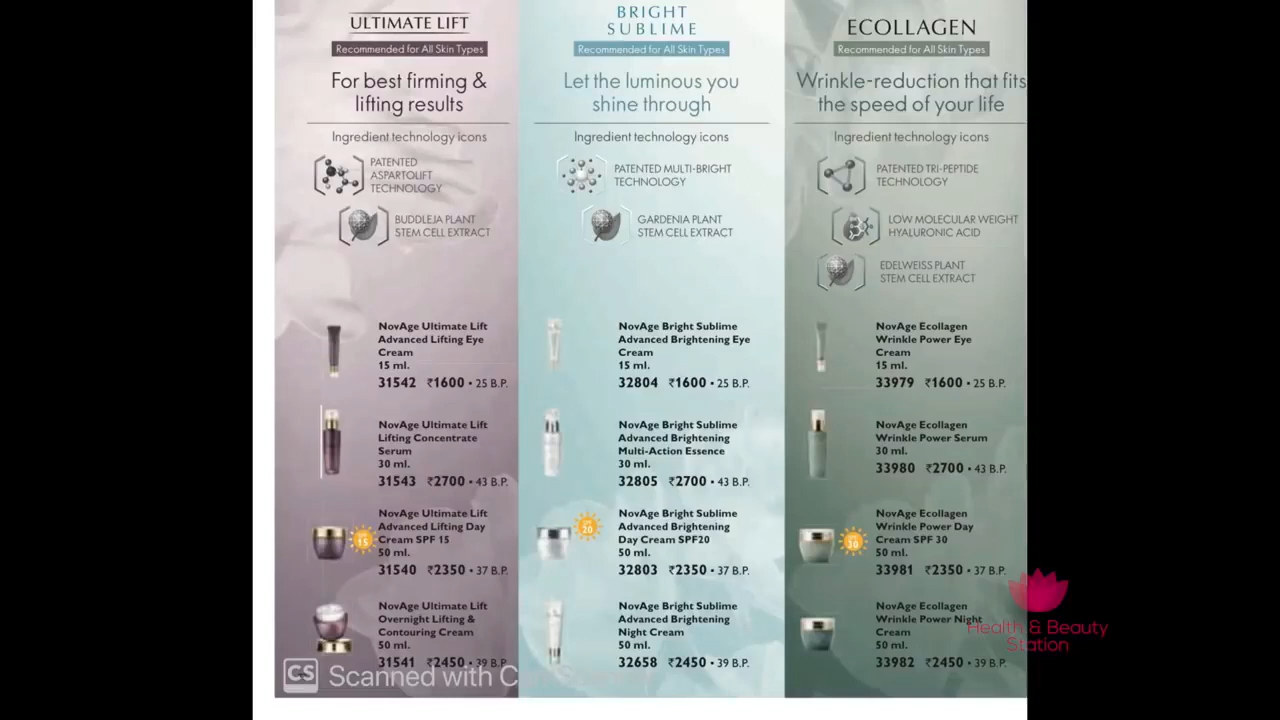 ULTIMATE LIFT
Recommended for All Skin Types
For best firming &
lifting results
Ingredient technology icons
PATENTED
ASPARTOLIFT
TECHNOLOGY
BUDDLEJA PLANT
STEM CELL EXTRACT
NovAge Ultimate Lift
Advanced Lifting Eye
Cream
15 ml.
31542 ₹1600 • 25 B.P.
NovAge Ultimate Lift
Lifting Concentrate
Serum
30 ml.
31543 ₹2700 • 43 B.P.
SPF
15
NovAge Ultimate Lift
Advanced Lifting Day
Cream SPF 15
50 ml.
31540 ₹2350 • 37 B.P.
NovAge Ultimate Lift
Overnight Lifting &
Contouring Cream
50 ml.
31541 ₹2450 • 39 B.P.
BRIGHT
SUBLIME
Recommended for All Skin Types
Let the luminous you
shine through
Ingredient technology icons
PATENTED MULTI-BRIGHT
TECHNOLOGY
GARDENIA PLANT
STEM CELL EXTRACT
NovAge Bright Sublime
Advanced Brightening Eye
Cream
15 ml.
32804 ₹1600 • 25 B.P.
NovAge Bright Sublime
Advanced Brightening
Multi-Action Essence
30 ml.
32805 ₹2700 • 43 B.P.
SPF
20
NovAge Bright Sublime
Advanced Brightening
Day Cream SPF20
50 ml.
32803 ₹2350 • 37 B.P.
NovAge Bright Sublime
Advanced Brightening
Night Cream
50 ml.
32658 ₹2450 • 39 B.P.
ECOLLAGEN
Recommended for All Skin Types
Wrinkle-reduction that fits
the speed of your life
Ingredient technology icons
PATENTED TRI-PEPTIDE
TECHNOLOGY
LOW MOLECULAR WEIGHT
HYALURONIC ACID
EDELWEISS PLANT
STEM CELL EXTRACT
NovAge Ecollagen
Wrinkle Power Eye
Cream
15 ml.
33979 ₹1600 • 25 B.P.
NovAge Ecollagen
Wrinkle Power Serum
30 ml.
33980 ₹2700 • 43 B.P.
SPF
30
NovAge Ecollagen
Wrinkle Power Day
Cream SPF 30
50 ml.
33981 ₹2350 • 37 B.P.
NovAge Ecollagen
Wrinkle Power Night
Cream
50 ml.
33982 ₹2450 • 39 B.P.
Health & Beauty
Station
CS Scanned with